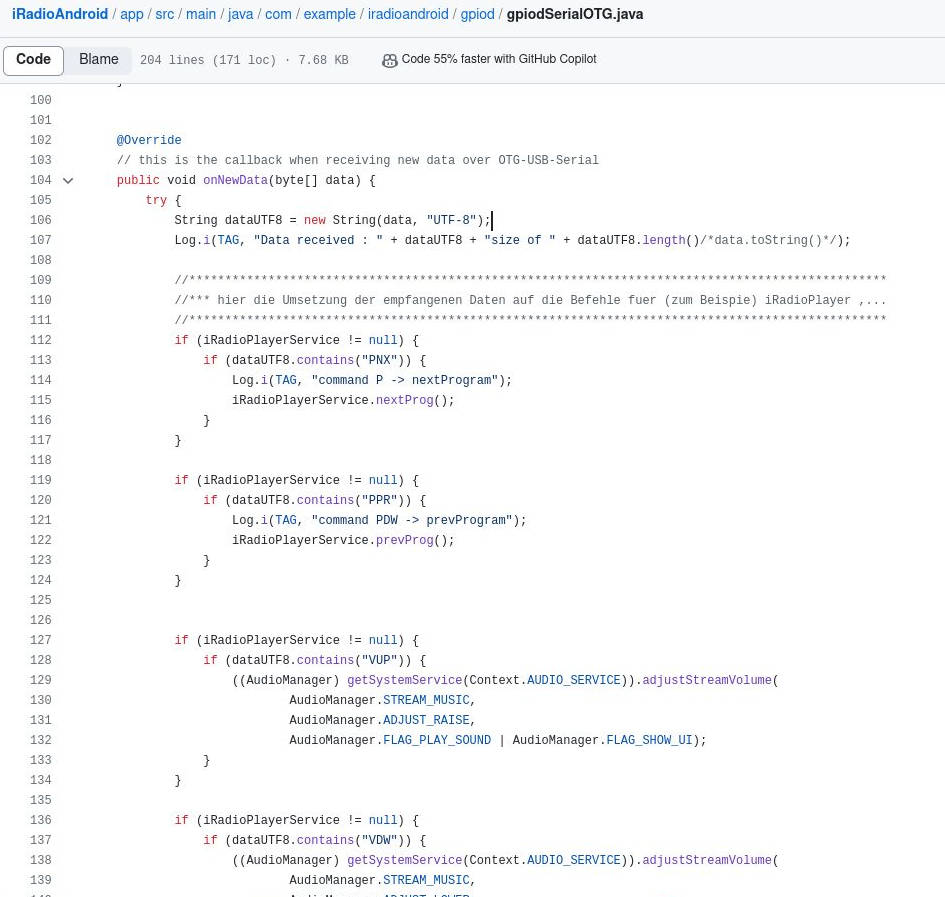 iRadioAndroid / app / src / main / java / com / example / iradioandroid / gpiod / gpiodSerialOTG.java
Code Blame 204 lines (171 loc) · 7.68 KB Code 55% faster with GitHub Copilot
100
101
102 @Override
103 // this is the callback when receiving new data over OTG-USB-Serial
104 public void onNewData(byte[] data) {
105 try {
106 String dataUTF8 = new String(data, "UTF-8");
107 Log.i(TAG, "Data received : " + dataUTF8 + "size of " + dataUTF8.length()/*data.toString()*/);
108
109 //*************************************************************************************************
110 //*** hier die Umsetzung der empfangenen Daten auf die Befehle fuer (zum Beispie) iRadioPlayer ,...
111 //*************************************************************************************************
112 if (iRadioPlayerService != null) {
113 if (dataUTF8.contains("PNX")) {
114 Log.i(TAG, "command P -> nextProgram");
115 iRadioPlayerService.nextProg();
116 }
117 }
118
119 if (iRadioPlayerService != null) {
120 if (dataUTF8.contains("PPR")) {
121 Log.i(TAG, "command PDW -> prevProgram");
122 iRadioPlayerService.prevProg();
123 }
124 }
125
126
127 if (iRadioPlayerService != null) {
128 if (dataUTF8.contains("VUP")) {
129 ((AudioManager) getSystemService(Context.AUDIO_SERVICE)).adjustStreamVolume(
130 AudioManager.STREAM_MUSIC,
131 AudioManager.ADJUST_RAISE,
132 AudioManager.FLAG_PLAY_SOUND | AudioManager.FLAG_SHOW_UI);
133 }
134 }
135
136 if (iRadioPlayerService != null) {
137 if (dataUTF8.contains("VDW")) {
138 ((AudioManager) getSystemService(Context.AUDIO_SERVICE)).adjustStreamVolume(
139 AudioManager.STREAM_MUSIC,